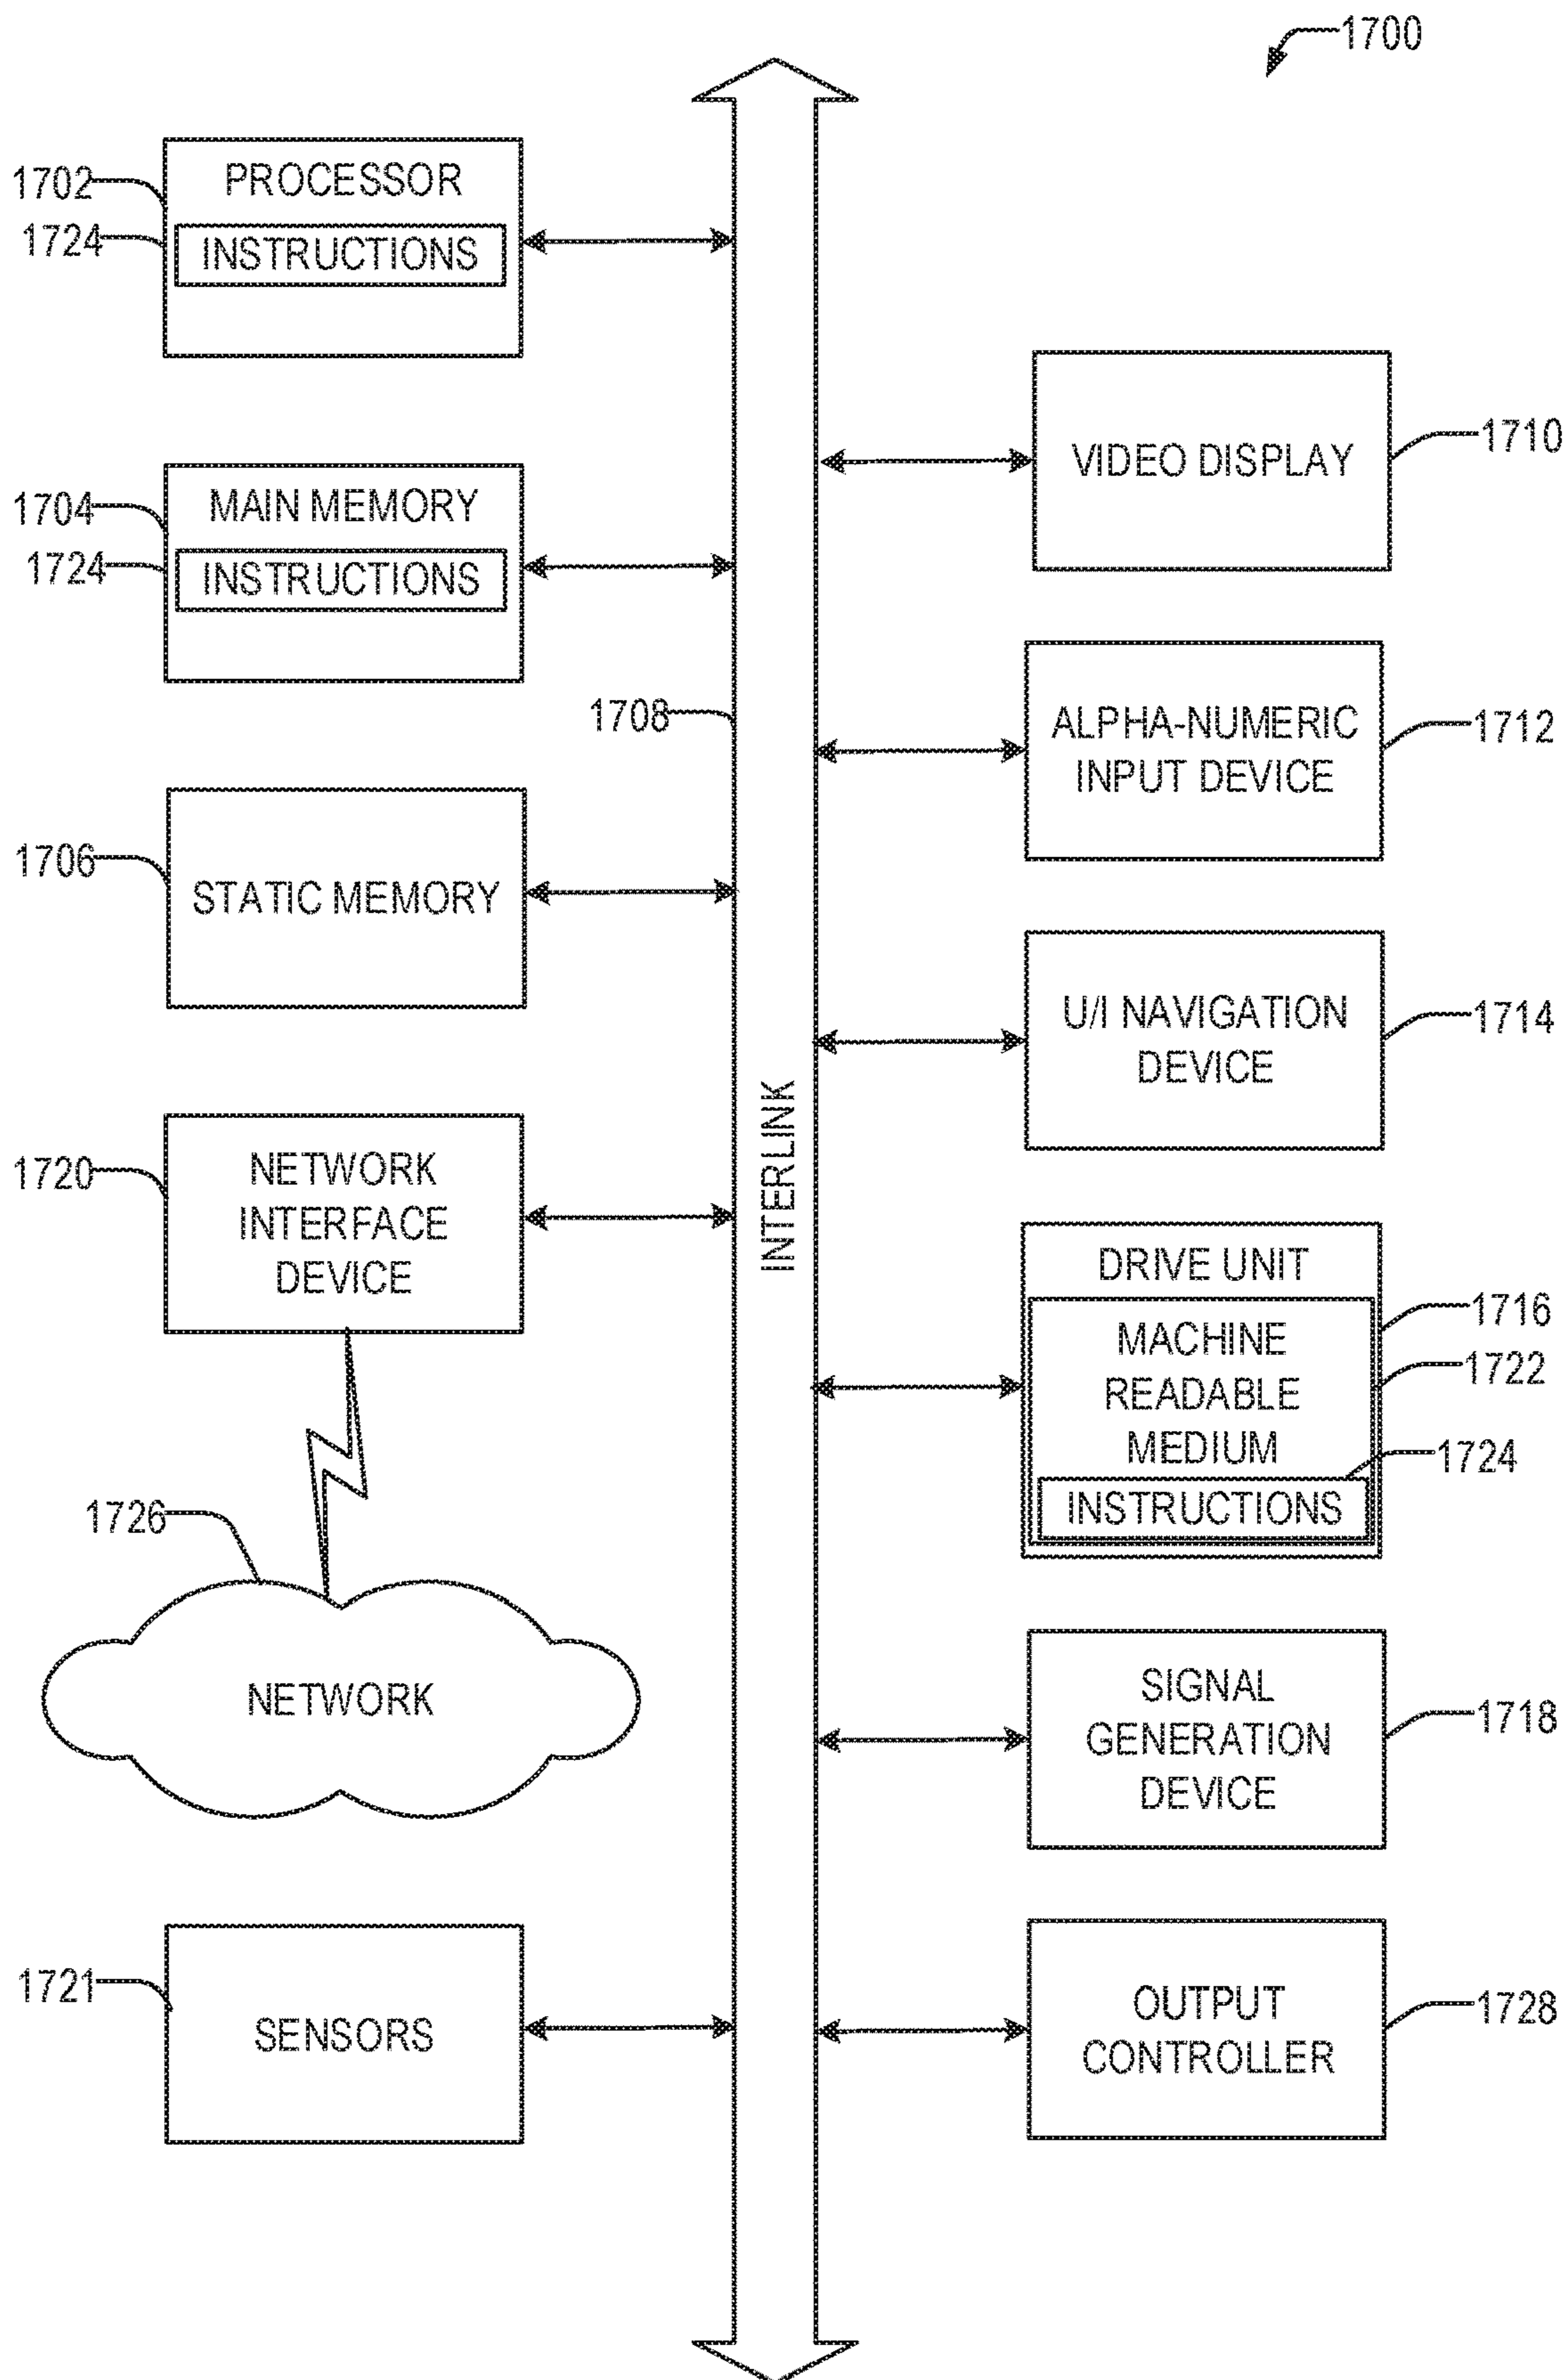 1700
1702
PROCESSOR
1724
INSTRUCTIONS
1704
MAIN MEMORY
1724
INSTRUCTIONS
1708
1706
STATIC MEMORY
1720
NETWORK
INTERFACE
DEVICE
1726
NETWORK
1721
SENSORS
INTERLINK
VIDEO DISPLAY
1710
ALPHA-NUMERIC
INPUT DEVICE
1712
U/I NAVIGATION
DEVICE
1714
DRIVE UNIT
1716
MACHINE
READABLE
MEDIUM
1722
1724
INSTRUCTIONS
SIGNAL
GENERATION
DEVICE
1718
OUTPUT
CONTROLLER
1728